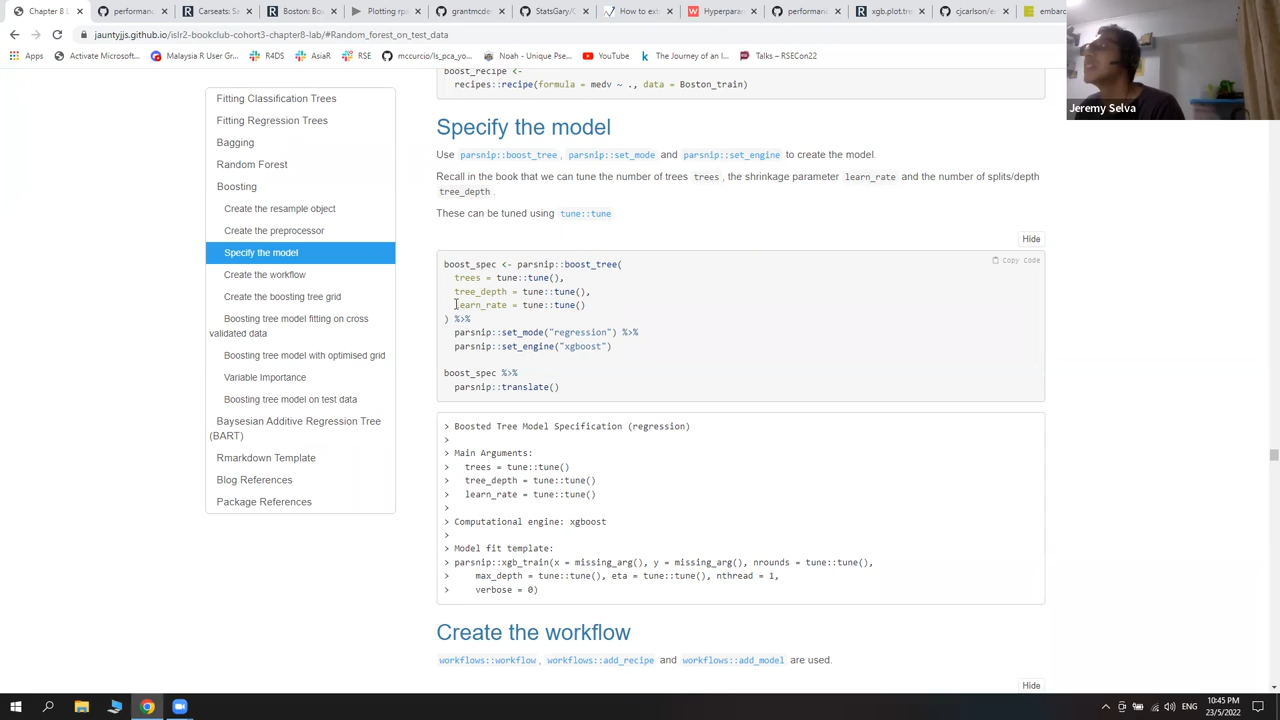 Chapter 8 L
performanc
Carseats Sa
Boston: Bos
Plotting rpa
grantmcde
StatsGary/C
How to ext
Hyperparam
performanc
xgb.plot.tre
cjcarlson/e
embarc
jauntyjjs.github.io/islr2-bookclub-cohort3-chapter8-lab/#Random_forest_on_test_data
Apps
Activate Microsoft...
Malaysia R User Gr...
R4DS
AsiaR
RSE
mccurcio/ls_pca_yo...
Noah - Unique Pse...
YouTube
The Journey of an I...
Talks – RSECon22
Jeremy Selva
Fitting Classification Trees
Fitting Regression Trees
Bagging
Random Forest
Boosting
Create the resample object
Create the preprocessor
Specify the model
Create the workflow
Create the boosting tree grid
Boosting tree model fitting on cross
validated data
Boosting tree model with optimised grid
Variable Importance
Boosting tree model on test data
Baysesian Additive Regression Tree
(BART)
Rmarkdown Template
Blog References
Package References
boost_recipe <-
recipes::recipe(formula = medv ~ ., data = Boston_train)
Specify the model
Use parsnip::boost_tree, parsnip::set_mode and parsnip::set_engine to create the model.
Recall in the book that we can tune the number of trees trees, the shrinkage parameter learn_rate and the number of splits/depth
tree_depth.
These can be tuned using tune::tune
Hide
Copy Code
boost_spec <- parsnip::boost_tree(
trees = tune::tune(),
tree_depth = tune::tune(),
learn_rate = tune::tune()
) %>%
parsnip::set_mode("regression") %>%
parsnip::set_engine("xgboost")
boost_spec %>%
parsnip::translate()
> Boosted Tree Model Specification (regression)
>
> Main Arguments:
> trees = tune::tune()
> tree_depth = tune::tune()
> learn_rate = tune::tune()
>
> Computational engine: xgboost
>
> Model fit template:
> parsnip::xgb_train(x = missing_arg(), y = missing_arg(), nrounds = tune::tune(),
> max_depth = tune::tune(), eta = tune::tune(), nthread = 1,
> verbose = 0)
Create the workflow
workflows::workflow, workflows::add_recipe and workflows::add_model are used.
Hide
ENG
10:45 PM
23/5/2022